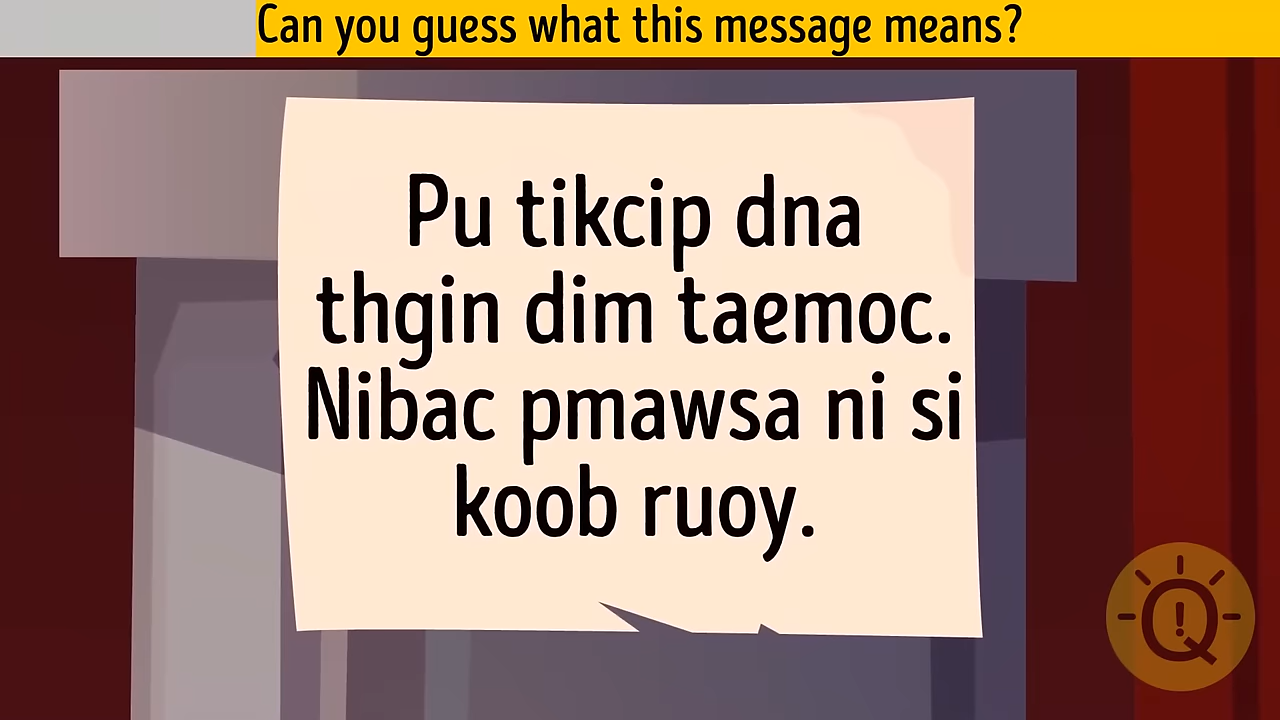 Can you guess what this message means?
Pu tikcip dna
thgin dim taemoc.
Nibac pmawsa ni si
koob ruoy.
Q!